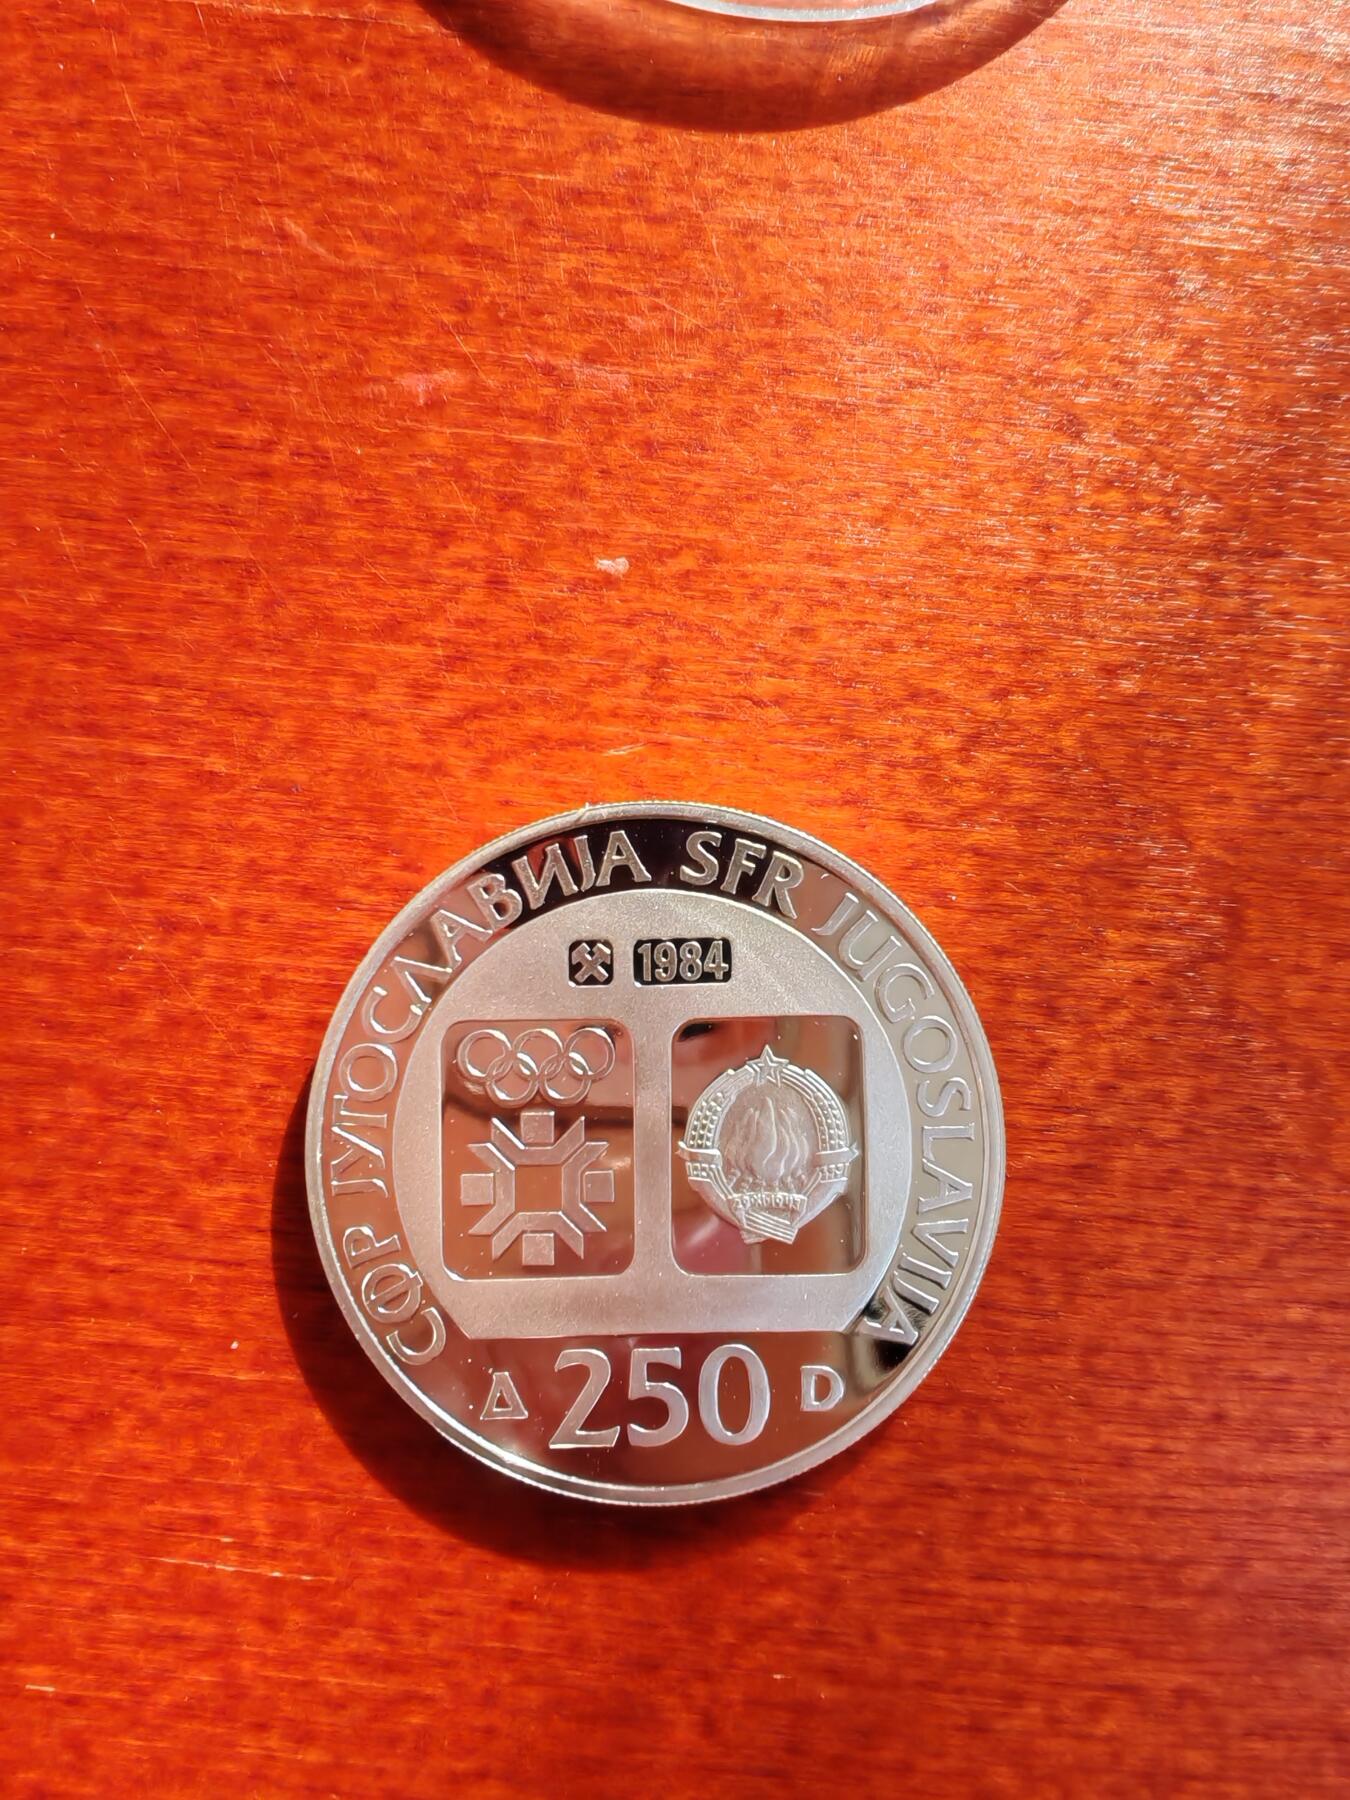 СФР ЈУГОСЛАВИЈА SFR JUGOSLAVIJA
1984
Д 250 D